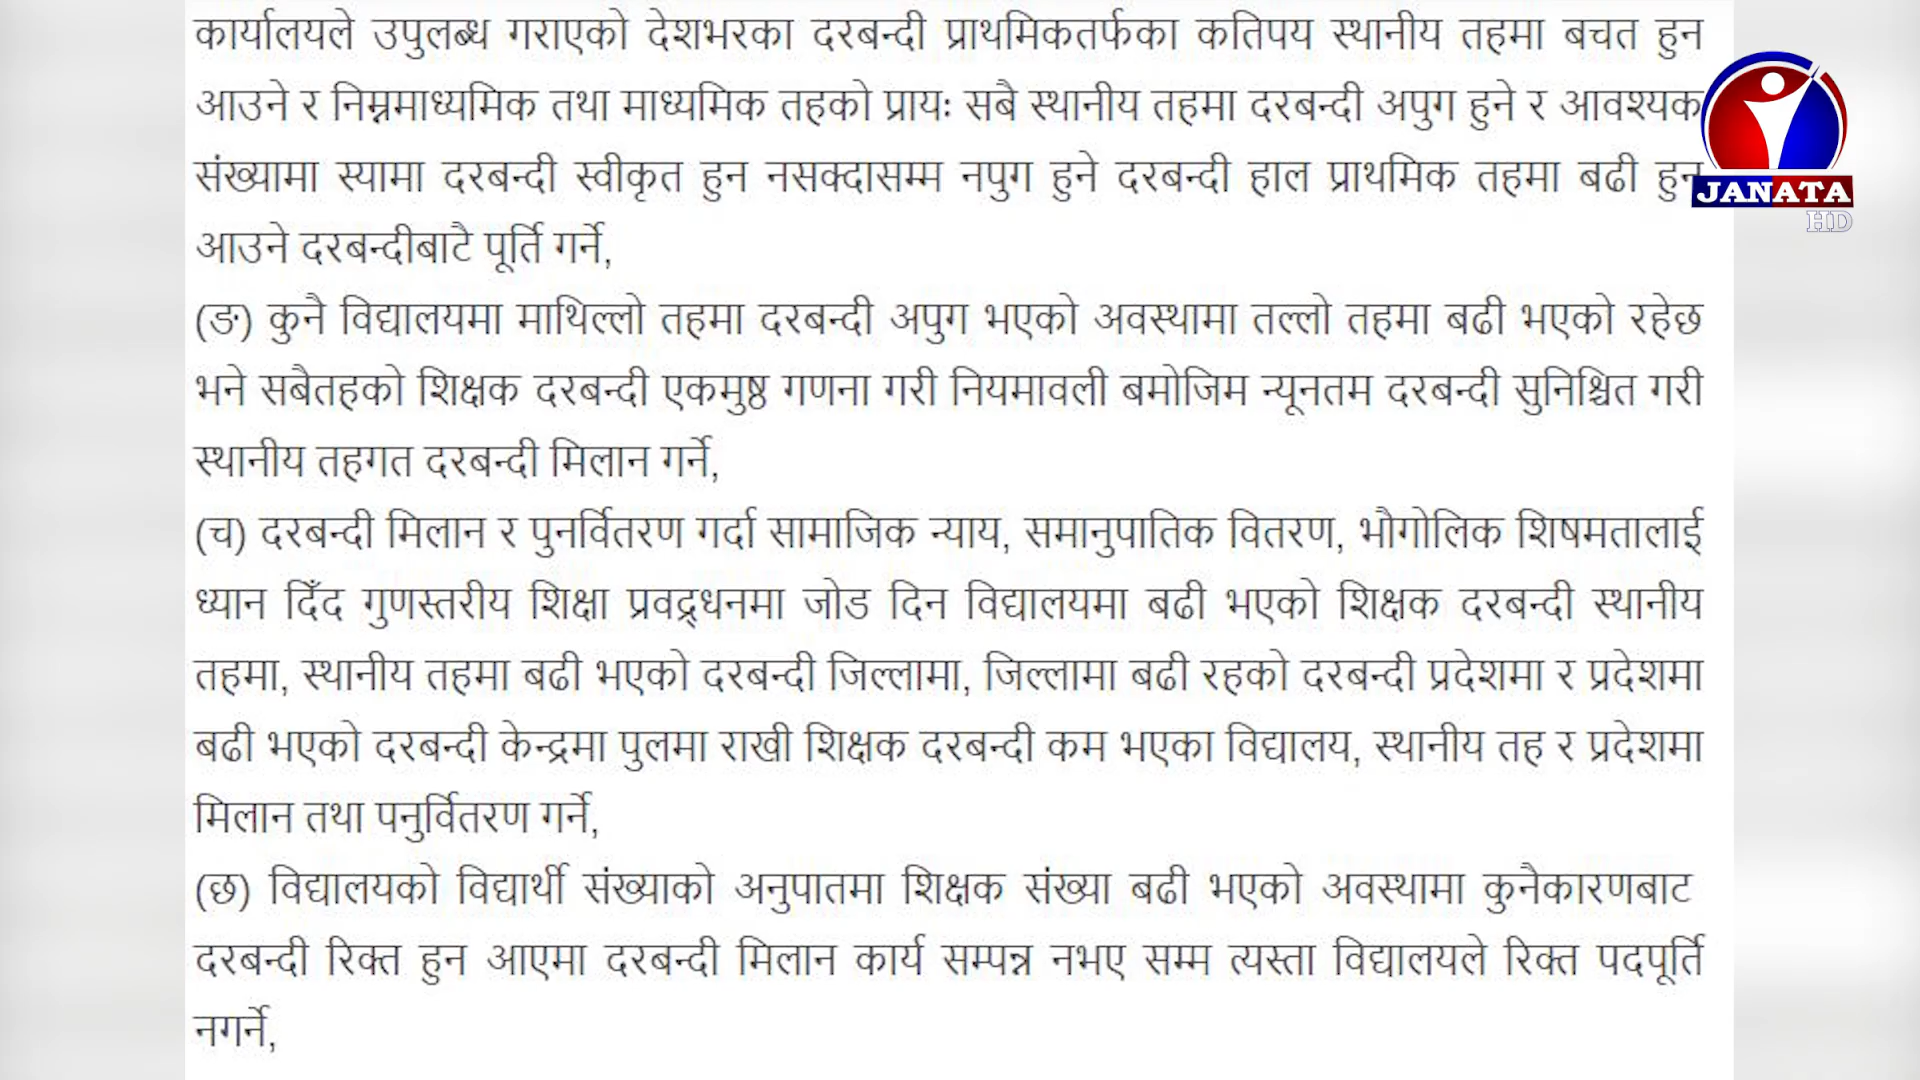 कार्यालयले उपुलब्ध गराएको देशभरका दरबन्दी प्राथमिकतर्फका कतिपय स्थानीय तहमा बचत हुन
आउने र निम्नमाध्यमिक तथा माध्यमिक तहको प्रायः सबै स्थानीय तहमा दरबन्दी अपुग हुने र आवश्यक
संख्यामा स्यामा दरबन्दी स्वीकृत हुन नसक्दासम्म नपुग हुने दरबन्दी हाल प्राथमिक तहमा बढी हुन
आउने दरबन्दीबाटै पूर्ति गर्ने,
(ङ) कुनै विद्यालयमा माथिल्लो तहमा दरबन्दी अपुग भएको अवस्थामा तल्लो तहमा बढी भएको रहेछ
भने सबैतहको शिक्षक दरबन्दी एकमुष्ठ गणना गरी नियमावली बमोजिम न्यूनतम दरबन्दी सुनिश्चित गरी
स्थानीय तहगत दरबन्दी मिलान गर्ने,
(च) दरबन्दी मिलान र पुनर्वितरण गर्दा सामाजिक न्याय, समानुपातिक वितरण, भौगोलिक शिषमतालाई
ध्यान दिँद गुणस्तरीय शिक्षा प्रवद्र्धनमा जोड दिन विद्यालयमा बढी भएको शिक्षक दरबन्दी स्थानीय
तहमा, स्थानीय तहमा बढी भएको दरबन्दी जिल्लामा, जिल्लामा बढी रहको दरबन्दी प्रदेशमा र प्रदेशमा
बढी भएको दरबन्दी केन्द्रमा पुलमा राखी शिक्षक दरबन्दी कम भएका विद्यालय, स्थानीय तह र प्रदेशमा
मिलान तथा पनुर्वितरण गर्ने,
(छ) विद्यालयको विद्यार्थी संख्याको अनुपातमा शिक्षक संख्या बढी भएको अवस्थामा कुनैकारणबाट
दरबन्दी रिक्त हुन आएमा दरबन्दी मिलान कार्य सम्पन्न नभए सम्म त्यस्ता विद्यालयले रिक्त पदपूर्ति
नगर्ने,
JANATA
HD